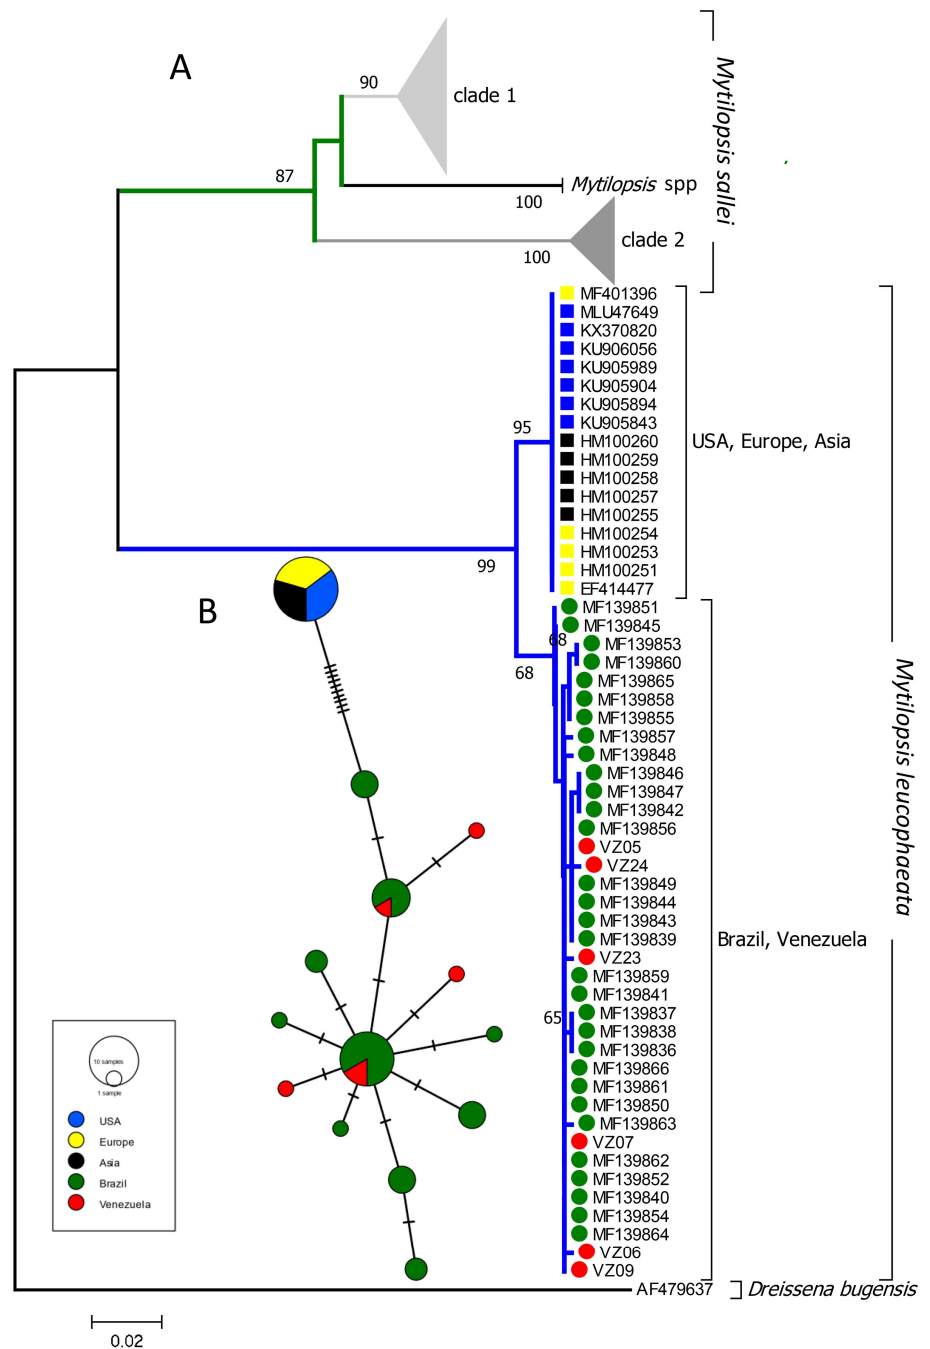 A
90
clade 1
87
Mytilopsis spp
100
clade 2
100
Mytilopsis sallei
MF401396
MLU47649
KX370820
KU906056
KU905989
KU905904
KU905894
KU905843
95
HM100260
USA, Europe, Asia
HM100259
HM100258
HM100257
HM100255
HM100254
HM100253
99
HM100251
EF414477
B
MF139851
MF139845
68
MF139853
MF139860
68
MF139865
MF139858
MF139855
MF139857
MF139848
MF139846
MF139847
MF139842
MF139856
VZ05
VZ24
MF139849
MF139844
MF139843
MF139839
Brazil, Venezuela
Mytilopsis leucophaeata
VZ23
MF139859
MF139841
MF139837
65
MF139838
MF139836
MF139866
MF139861
MF139850
MF139863
VZ07
MF139862
MF139852
MF139840
MF139854
MF139864
VZ06
VZ09
10 samples
1 sample
USA
Europe
Asia
Brazil
Venezuela
AF479637
Dreissena bugensis
0.02